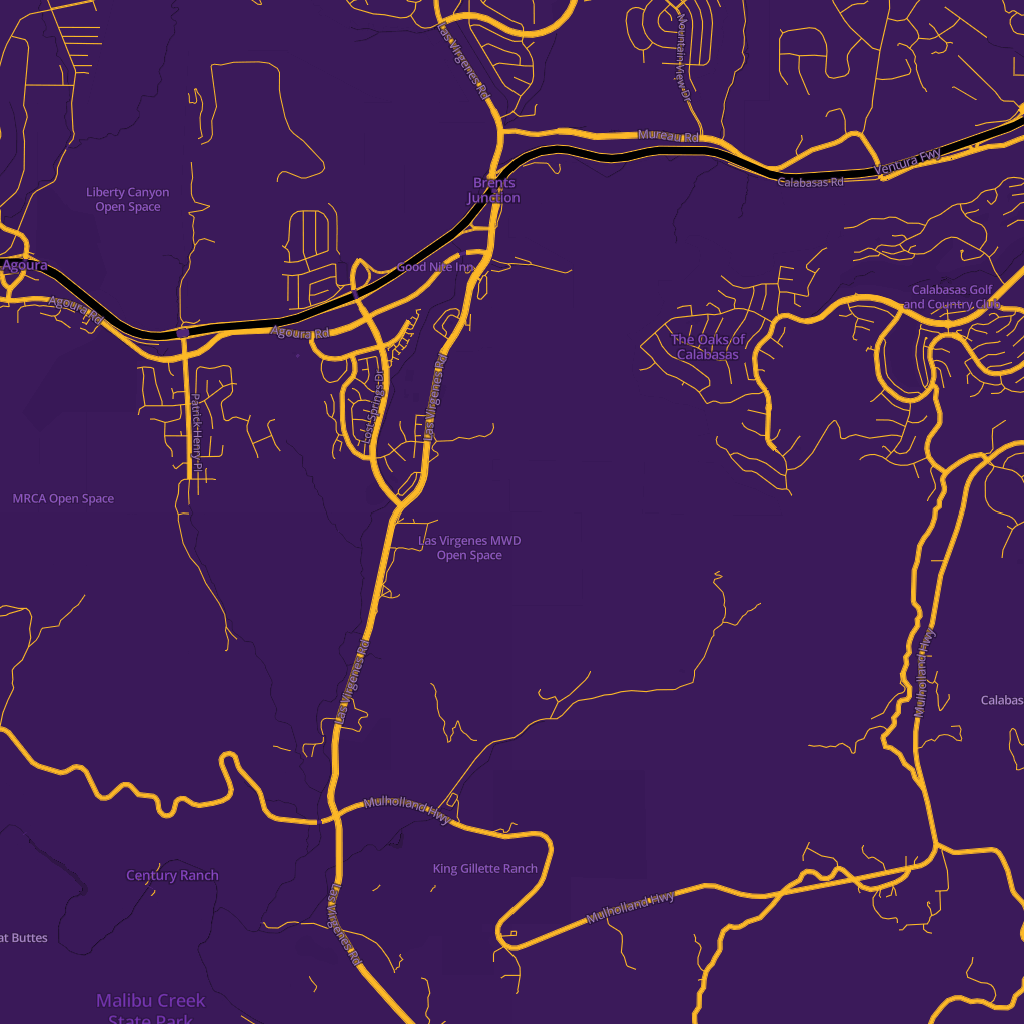 Las Virgenes Rd
Mountain View Dr
Mureau Rd
Ventura Fwy
Calabasas Rd
Brents
Junction
Liberty Canyon
Open Space
Agoura
Good Nite Inn
Calabasas Golf
and Country Club
Agoura Rd
Agoura Rd
The Oaks of
Calabasas
Las Virgenes Rd
Lost Springs D
Patrick Henry Pl
MRCA Open Space
Las Virgenes MWD
Open Space
Las Virgenes Rd
Mulholland Hwy
Calabas
Mulholland Hwy
King Gillette Ranch
Century Ranch
Las Virgenes Rd
Mulholland Hwy
at Buttes
Malibu Creek
State Park